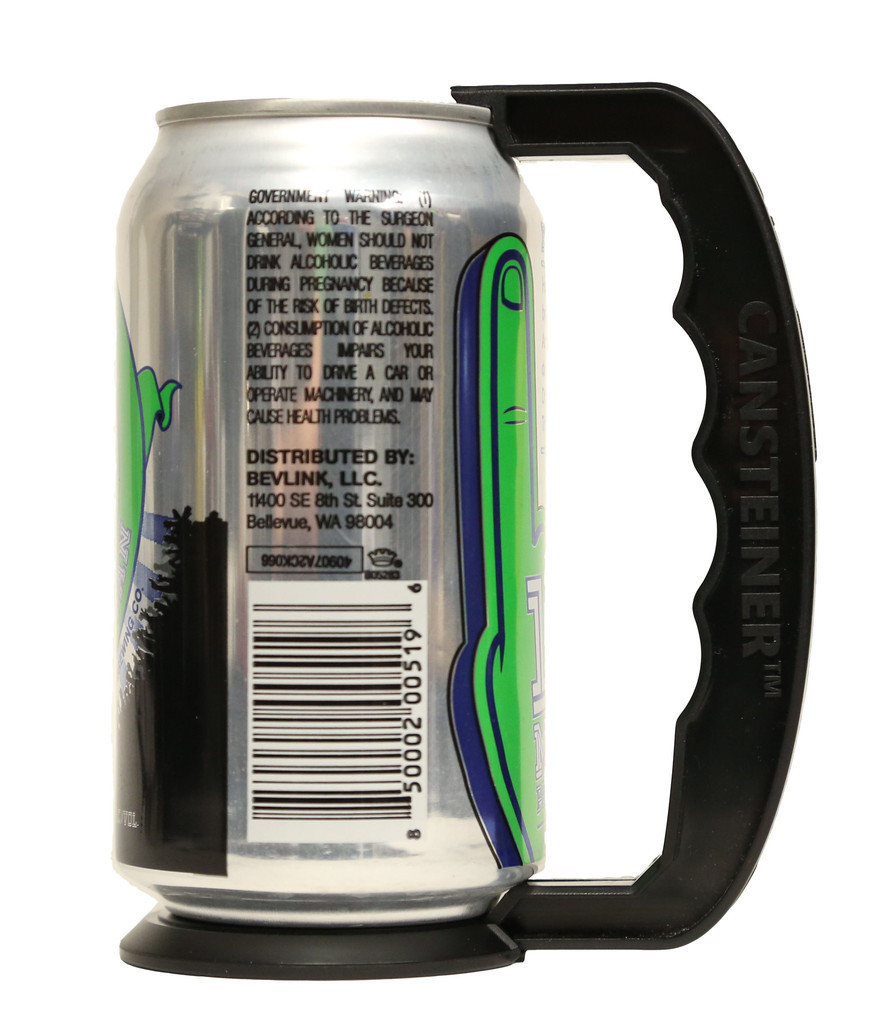 GOVERNMENT WARNING: (1)
ACCORDING TO THE SURGEON
GENERAL, WOMEN SHOULD NOT
DRINK ALCOHOLIC BEVERAGES
DURING PREGNANCY BECAUSE
OF THE RISK OF BIRTH DEFECTS.
(2) CONSUMPTION OF ALCOHOLIC
BEVERAGES IMPAIRS YOUR
ABILITY TO DRIVE A CAR OR
OPERATE MACHINERY, AND MAY
CAUSE HEALTH PROBLEMS.
DISTRIBUTED BY:
BEVLINK, LLC.
11400 SE 8th St. Suite 300
Bellevue, WA 98004
40907A2CK066
8 50002 00519 6
CO.
CANSTEINER™